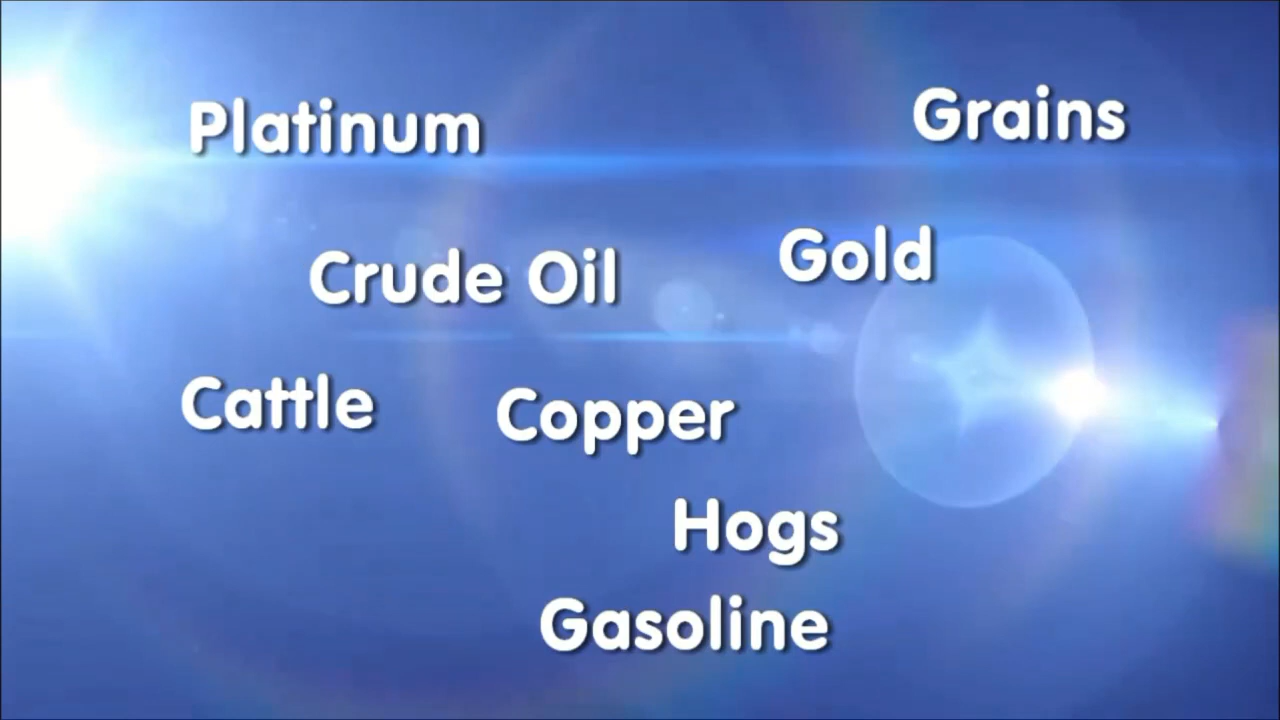 Platinum
Grains
Crude Oil
Gold
Cattle
Copper
Hogs
Gasoline